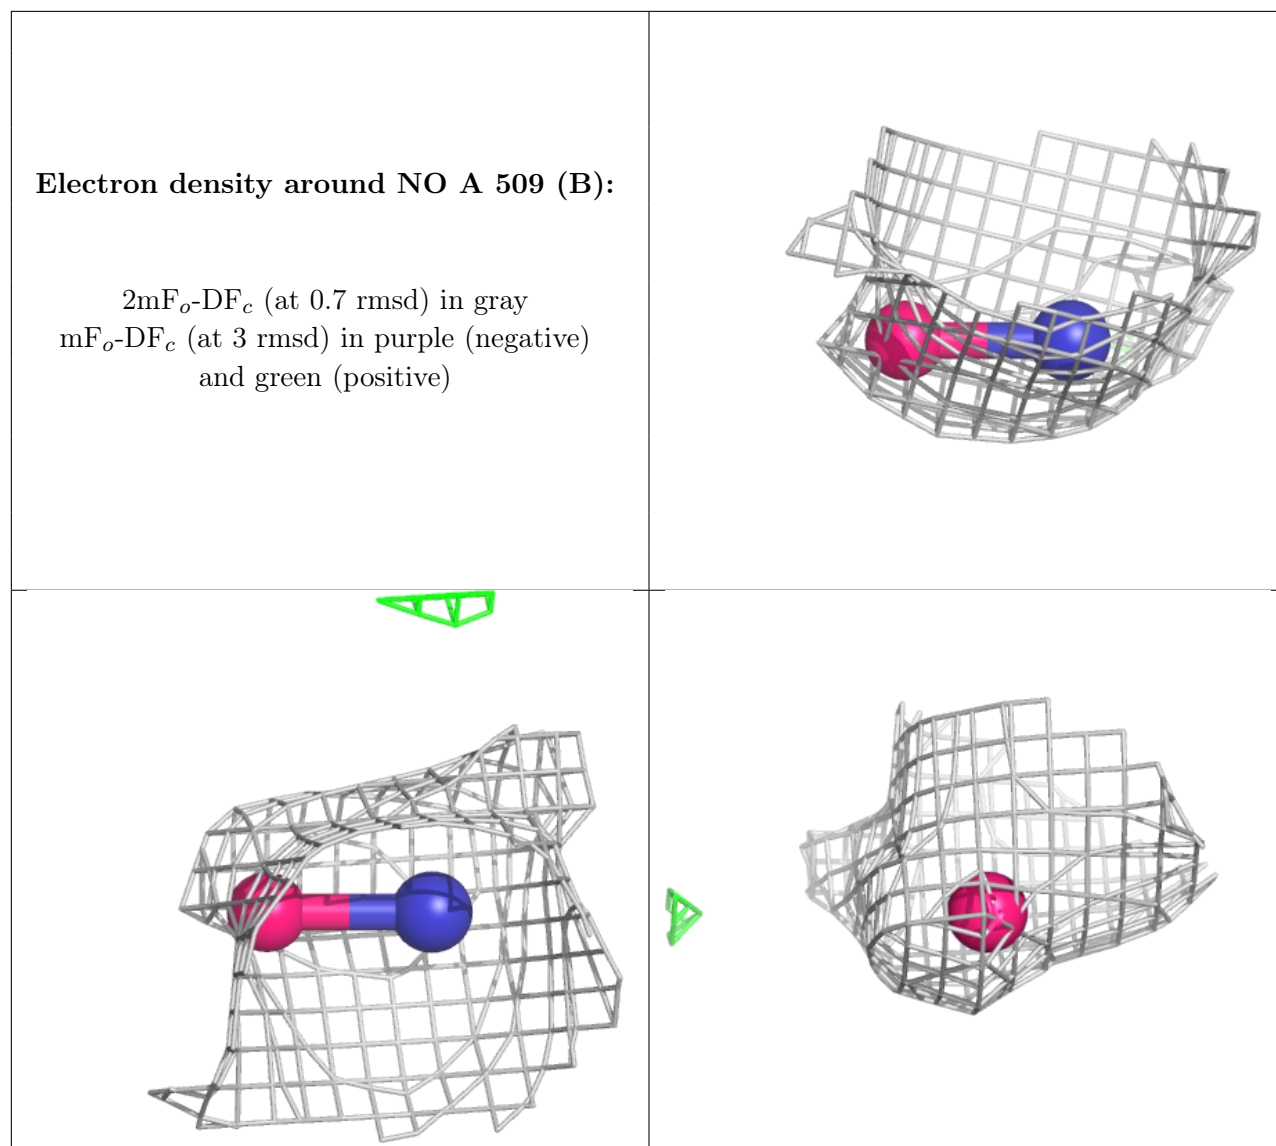 Electron density around NO A 509 (B):
2mFₒ-DF𝒸 (at 0.7 rmsd) in gray
mFₒ-DF𝒸 (at 3 rmsd) in purple (negative)
and green (positive)